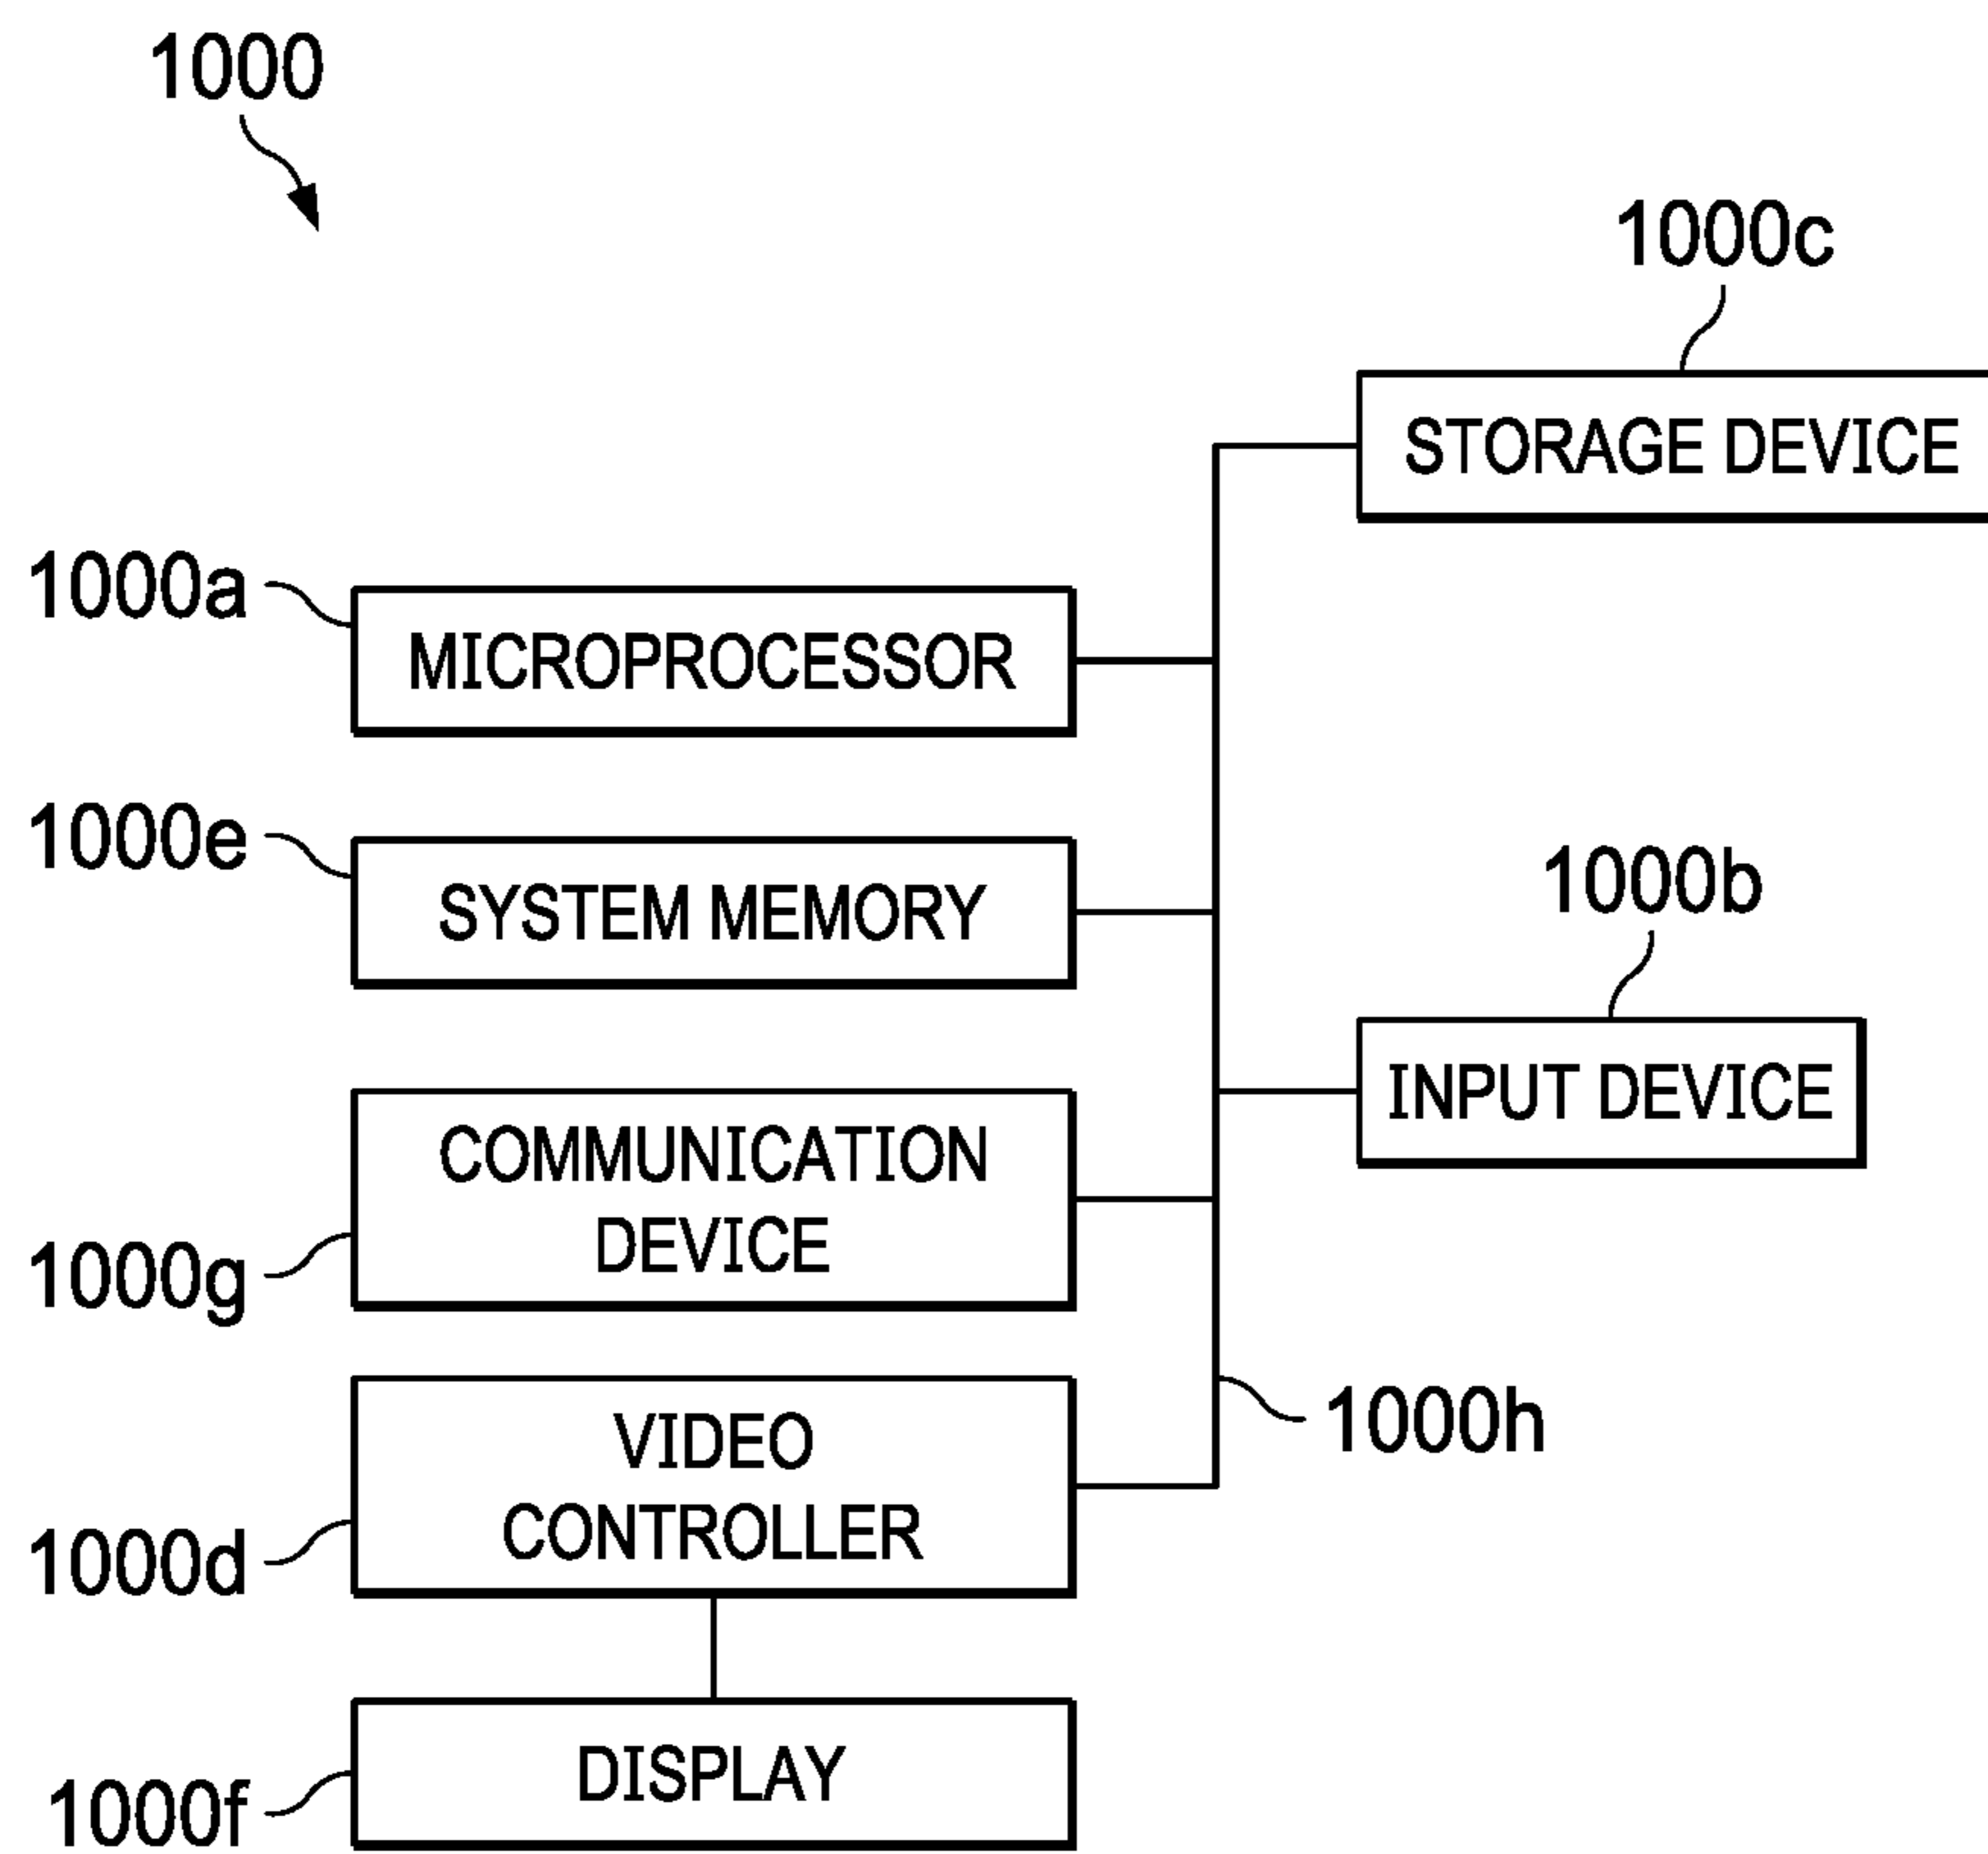 1000
1000c
STORAGE DEVICE
1000a
MICROPROCESSOR
1000e
SYSTEM MEMORY
1000b
INPUT DEVICE
COMMUNICATION
DEVICE
1000g
VIDEO
CONTROLLER
1000h
1000d
DISPLAY
1000f